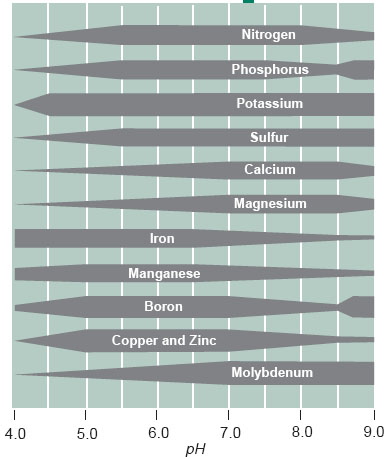 Nitrogen
Phosphorus
Potassium
Sulfur
Calcium
Magnesium
Iron
Manganese
Boron
Copper and Zinc
Molybdenum
4.0 5.0 6.0 7.0 8.0 9.0
pH